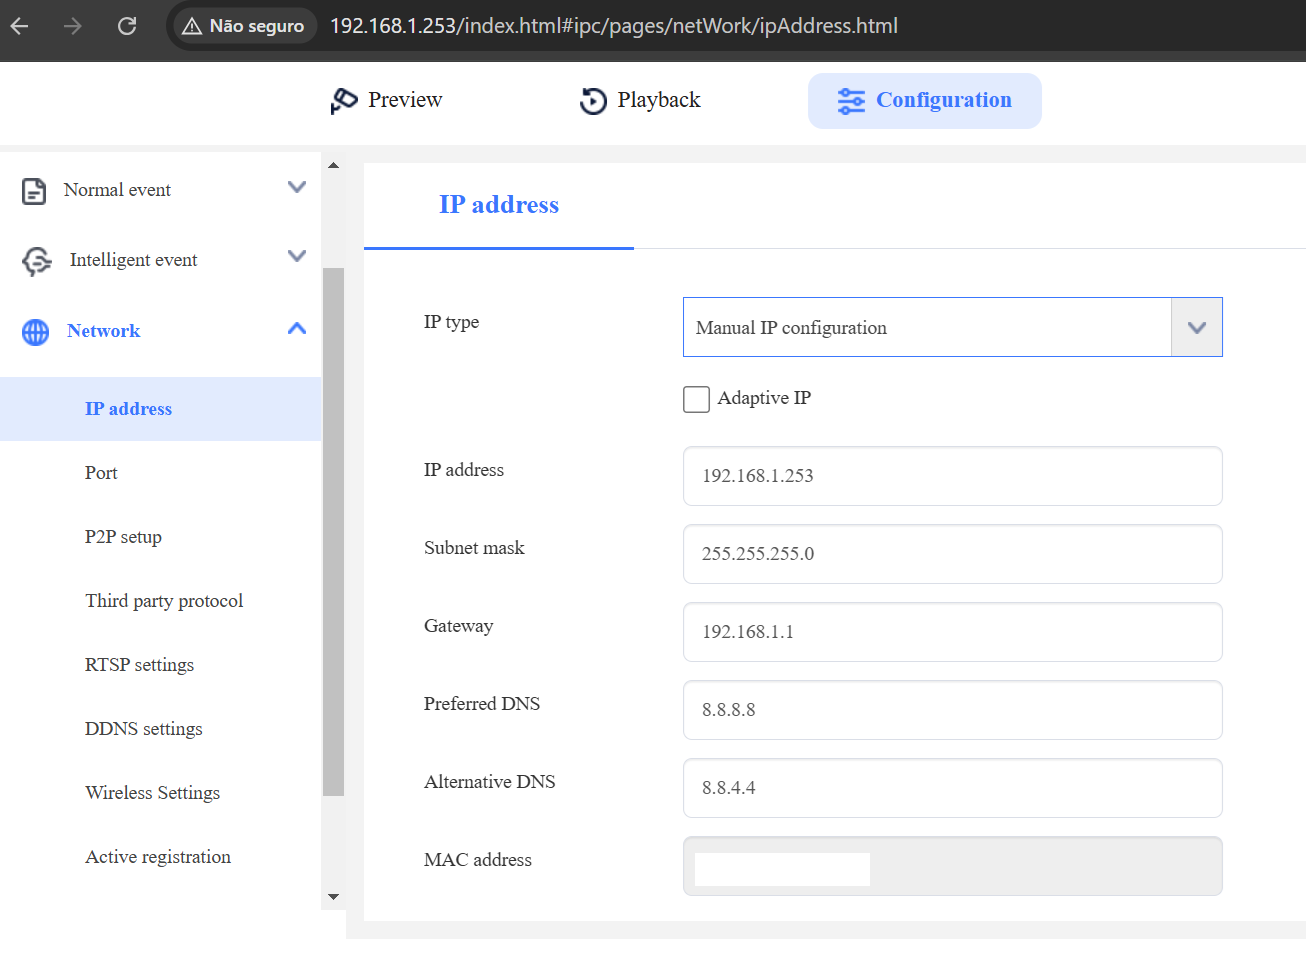 Não seguro
192.168.1.253/index.html#ipc/pages/netWork/ipAddress.html
Preview
Playback
Configuration
Normal event
Intelligent event
Network
IP address
Port
P2P setup
Third party protocol
RTSP settings
DDNS settings
Wireless Settings
Active registration
IP address
IP type
Manual IP configuration
Adaptive IP
IP address
192.168.1.253
Subnet mask
255.255.255.0
Gateway
192.168.1.1
Preferred DNS
8.8.8.8
Alternative DNS
8.8.4.4
MAC address